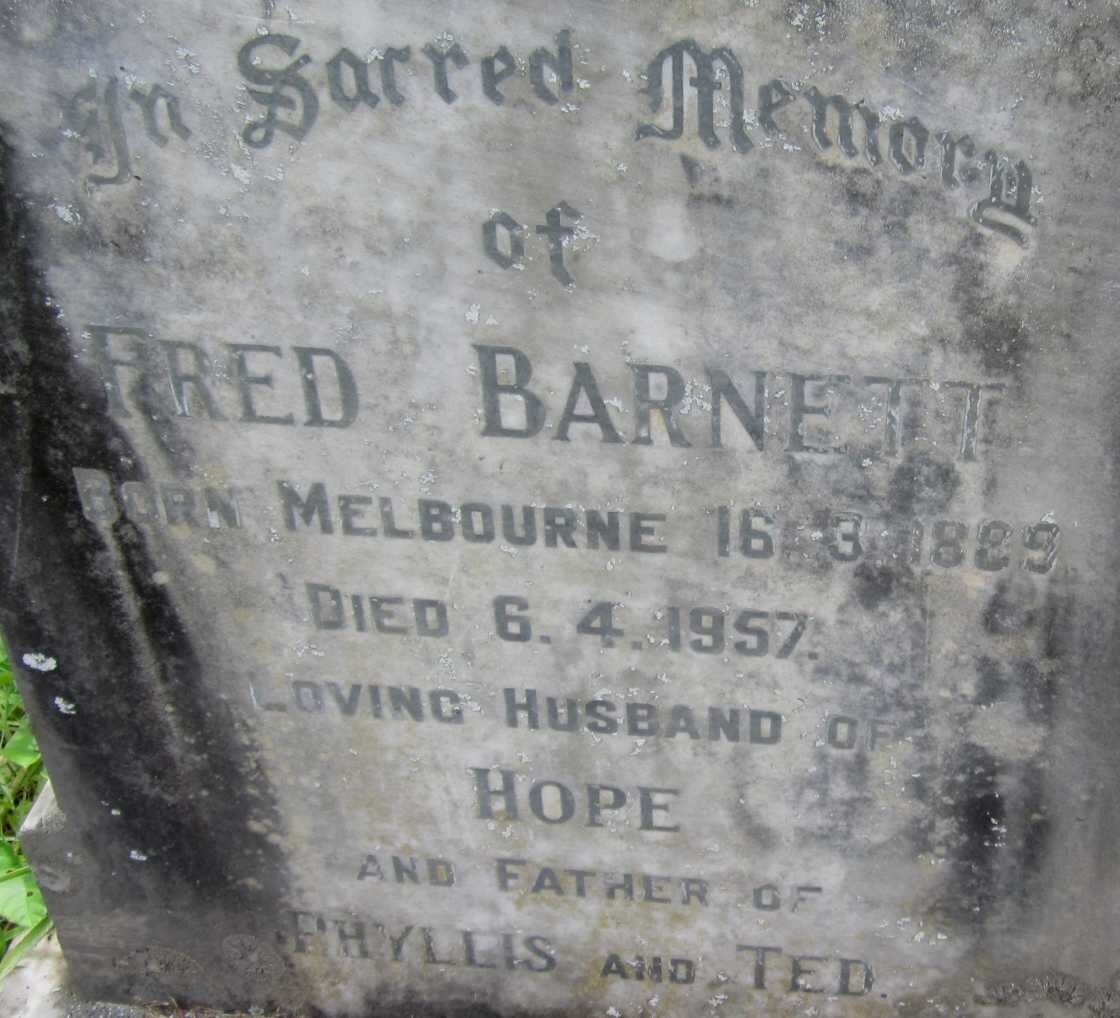 In Sacred Memory
of
FRED BARNETT
BORN MELBOURNE 16.3.1889
DIED 6.4.1957.
LOVING HUSBAND OF
HOPE
AND FATHER OF
PHYLLIS AND TED.